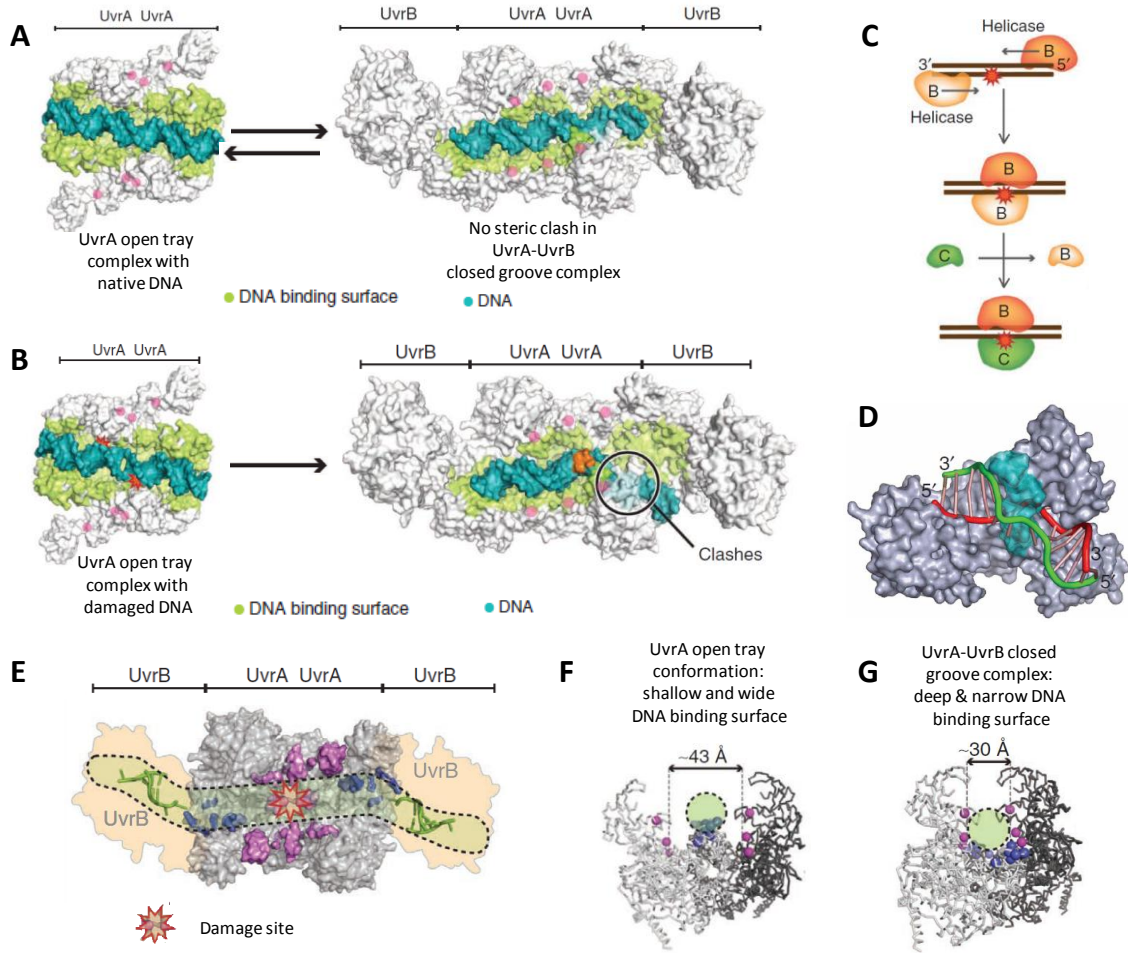 A
UvrA UvrA
UvrB
UvrA UvrA
UvrB
UvrA open tray
complex with
native DNA
No steric clash in
UvrA-UvrB
closed groove complex
DNA binding surface
DNA
B
UvrA UvrA
UvrB
UvrA UvrA
UvrB
Clashes
UvrA open tray
complex with
damaged DNA
DNA binding surface
DNA
C
Helicase
B
3′
5′
B
Helicase
B
B
C
B
B
C
D
3′
5′
3′
5′
E
UvrB
UvrA UvrA
UvrB
UvrB
UvrB
Damage site
F
UvrA open tray
conformation:
shallow and wide
DNA binding surface
~43 Å
G
UvrA-UvrB closed
groove complex:
deep & narrow DNA
binding surface
~30 Å